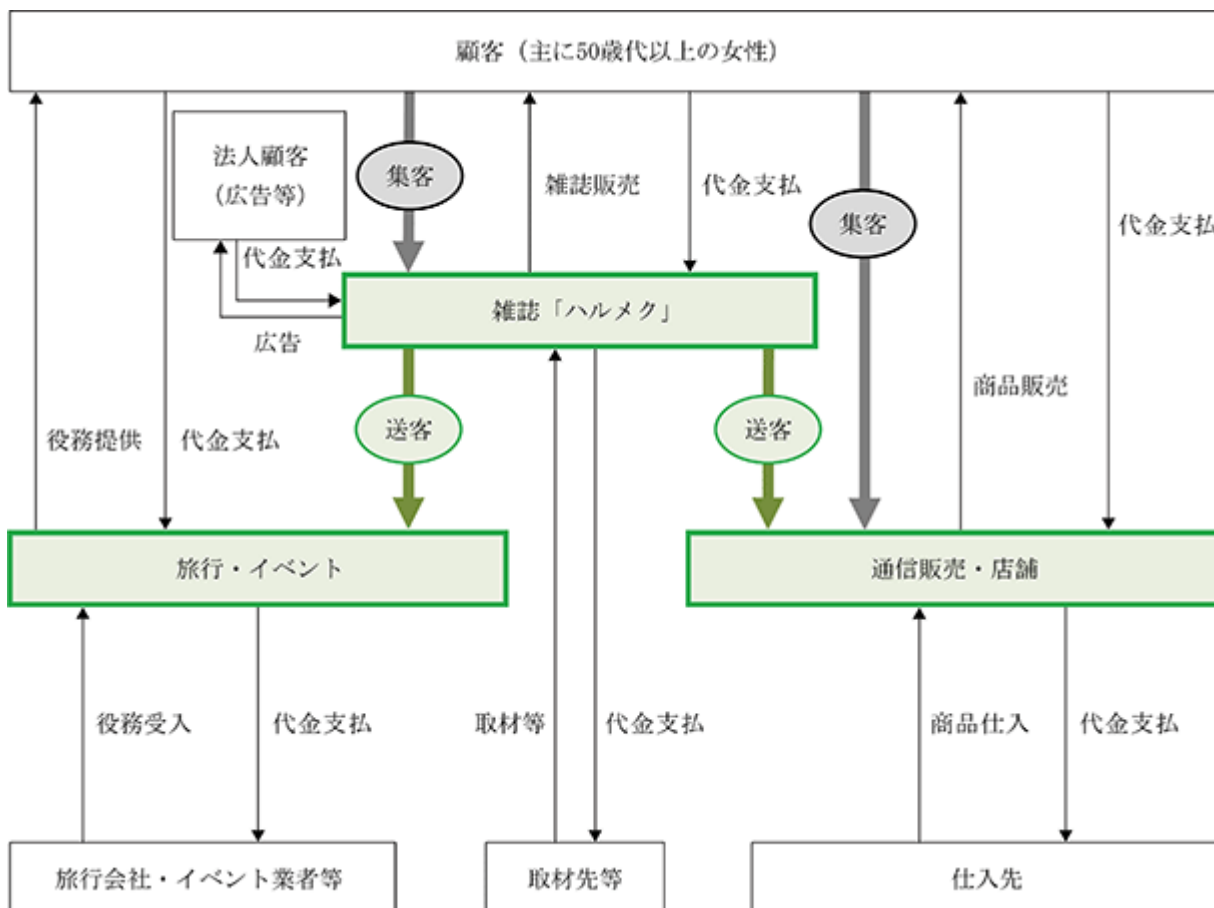 顧客（主に50歳代以上の女性）
法人顧客
（広告等）
集客
雑誌販売
代金支払
集客
代金支払
代金支払
雑誌「ハルメク」
広告
送客
送客
商品販売
役務提供
代金支払
旅行・イベント
通信販売・店舗
役務受入
代金支払
取材等
代金支払
商品仕入
代金支払
旅行会社・イベント業者等
取材先等
仕入先